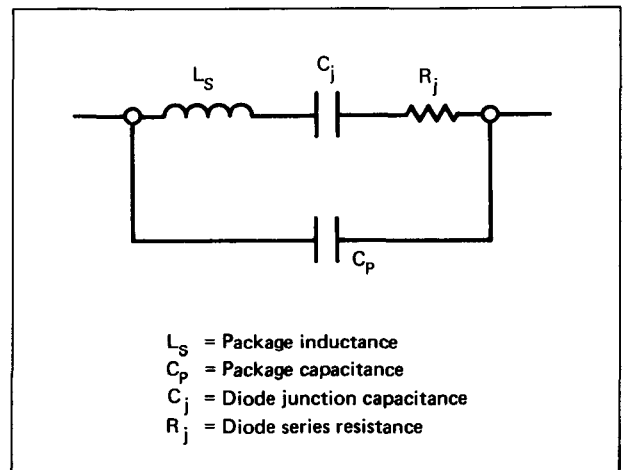 L_S
C_j
R_j
C_p
L_S = Package inductance
C_p = Package capacitance
C_j = Diode junction capacitance
R_j = Diode series resistance